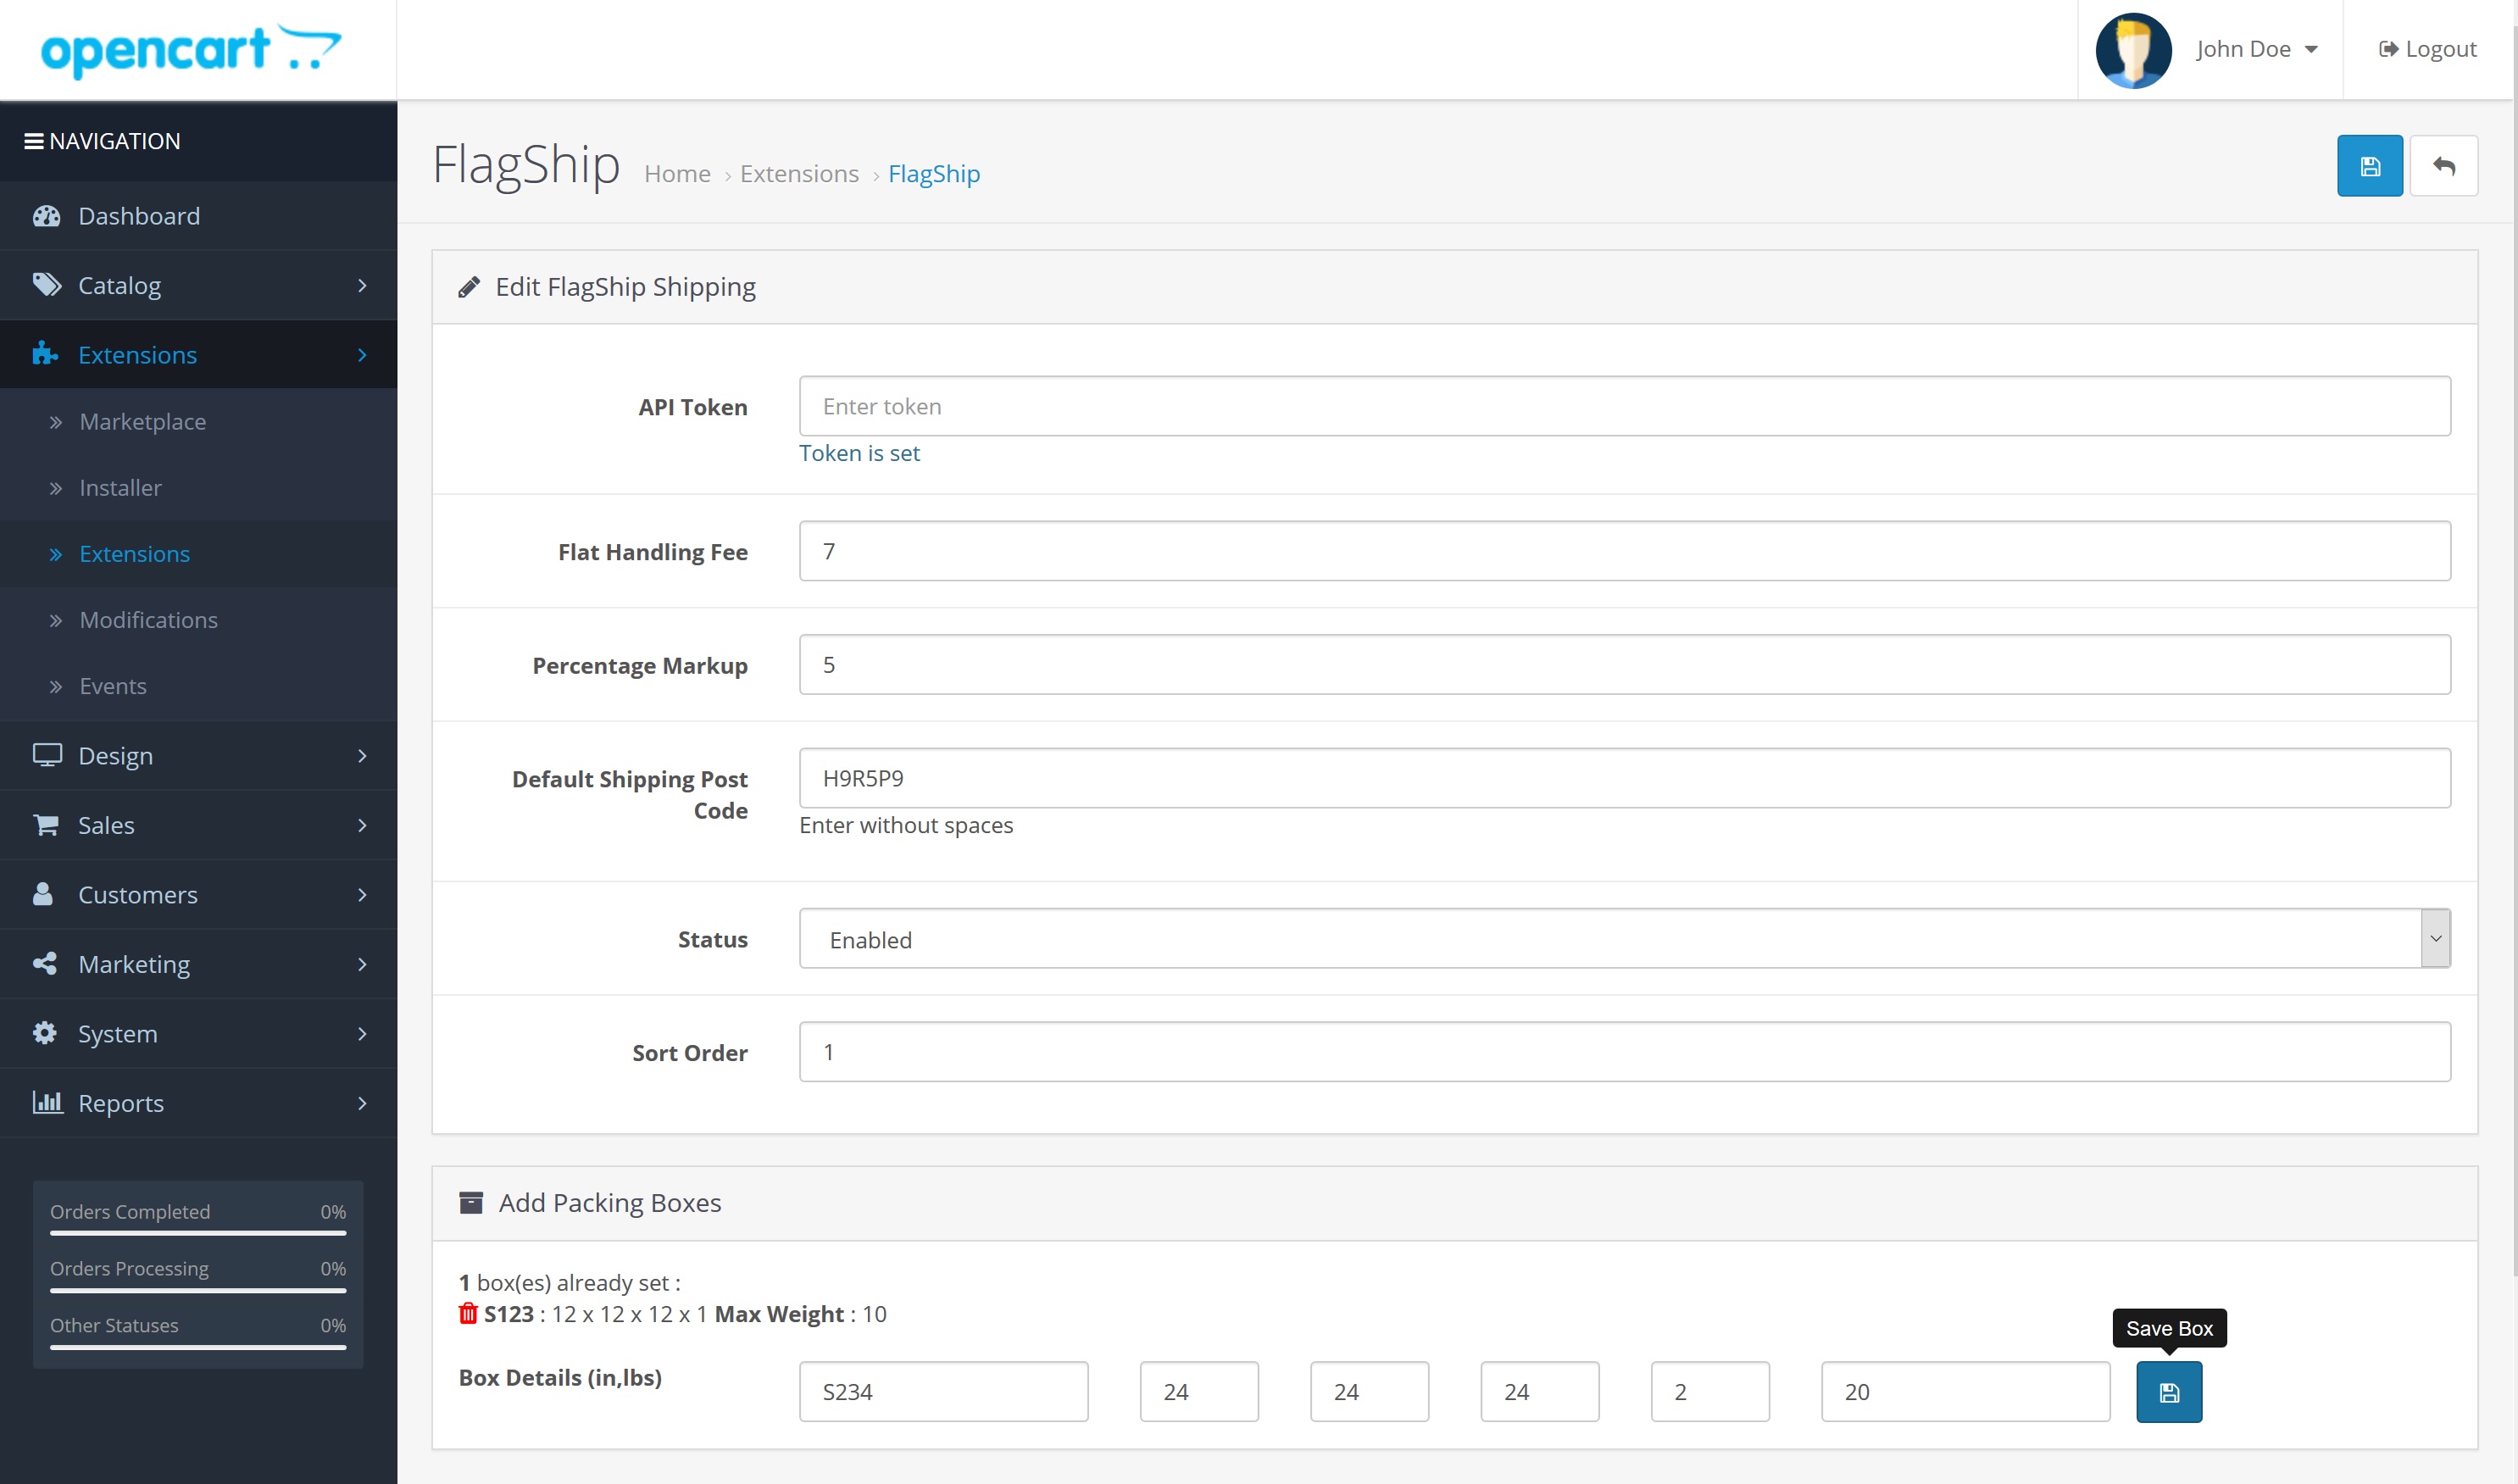 opencart
John Doe
Logout
NAVIGATION
Dashboard
Catalog
Extensions
Marketplace
Installer
Extensions
Modifications
Events
Design
Sales
Customers
Marketing
System
Reports
Orders Completed 0%
Orders Processing 0%
Other Statuses 0%
FlagShip
Home › Extensions › FlagShip
Edit FlagShip Shipping
API Token
Enter token
Token is set
Flat Handling Fee
7
Percentage Markup
5
Default Shipping Post
Code
H9R5P9
Enter without spaces
Status
Enabled
Sort Order
1
Add Packing Boxes
1 box(es) already set :
S123 : 12 x 12 x 12 x 1 Max Weight : 10
Save Box
Box Details (in,lbs)
S234 24 24 24 2 20